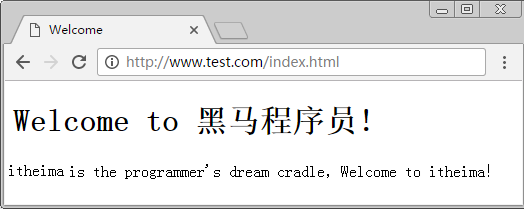 Welcome
http://www.test.com/index.html
Welcome to 黑马程序员!
itheima is the programmer's dream cradle, Welcome to itheima!